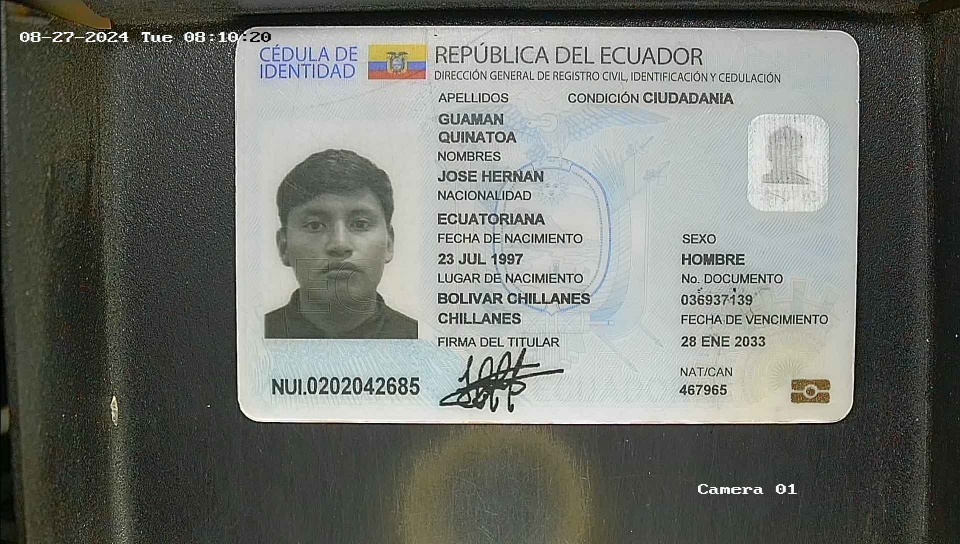 08-27-2024 Tue 08:10:20
CÉDULA DE
IDENTIDAD
REPÚBLICA DEL ECUADOR
DIRECCIÓN GENERAL DE REGISTRO CIVIL, IDENTIFICACIÓN Y CEDULACIÓN
APELLIDOS CONDICIÓN CIUDADANIA
GUAMAN
QUINATOA
NOMBRES
JOSE HERNAN
NACIONALIDAD
ECUATORIANA
FECHA DE NACIMIENTO SEXO
23 JUL 1997 HOMBRE
LUGAR DE NACIMIENTO No. DOCUMENTO
BOLIVAR CHILLANES 036937139
CHILLANES FECHA DE VENCIMIENTO
FIRMA DEL TITULAR 28 ENE 2033
NAT/CAN
NUI.0202042685 467965
Camera 01